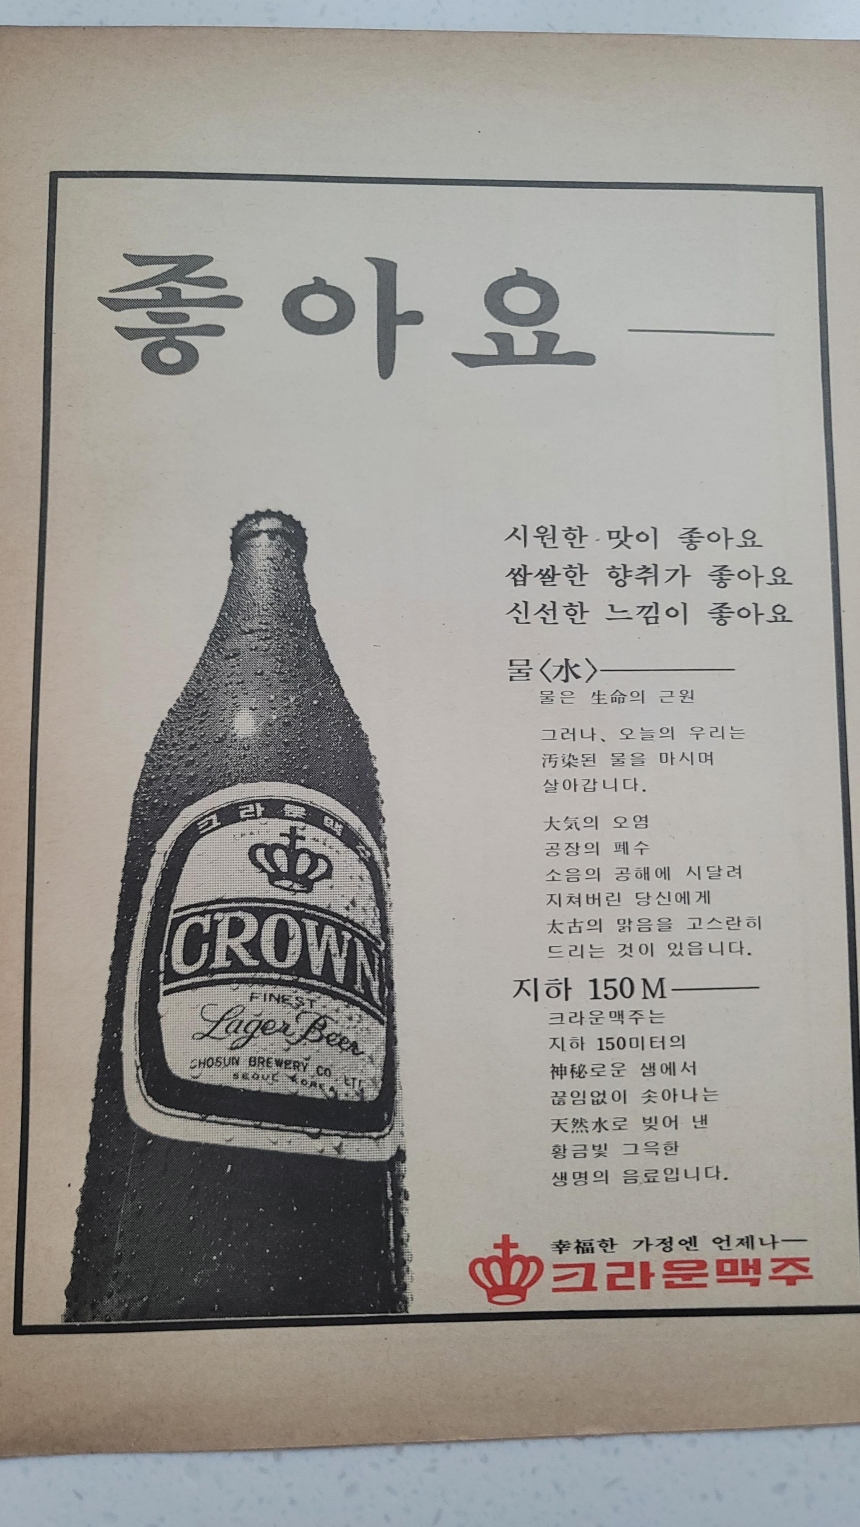 좋아요──
시원한 맛이 좋아요
쌉쌀한 향취가 좋아요
신선한 느낌이 좋아요
물〈水〉───
물은 生命의 근원
그러나、오늘의 우리는
汚染된 물을 마시며
살아갑니다.
大気의 오염
공장의 폐수
소음의 공해에 시달려
지쳐버린 당신에게
太古의 맑음을 고스란히
드리는 것이 있읍니다.
지하 150M───
크라운맥주는
지하 150미터의
神秘로운 샘에서
끊임없이 솟아나는
天然水로 빚어 낸
황금빛 그윽한
생명의 음료입니다.
幸福한 가정엔 언제나─
크라운맥주
크라운맥주
CROWN
FINEST
Lager Beer
CHOSUN BREWERY CO. LTD.
SEOUL KOREA